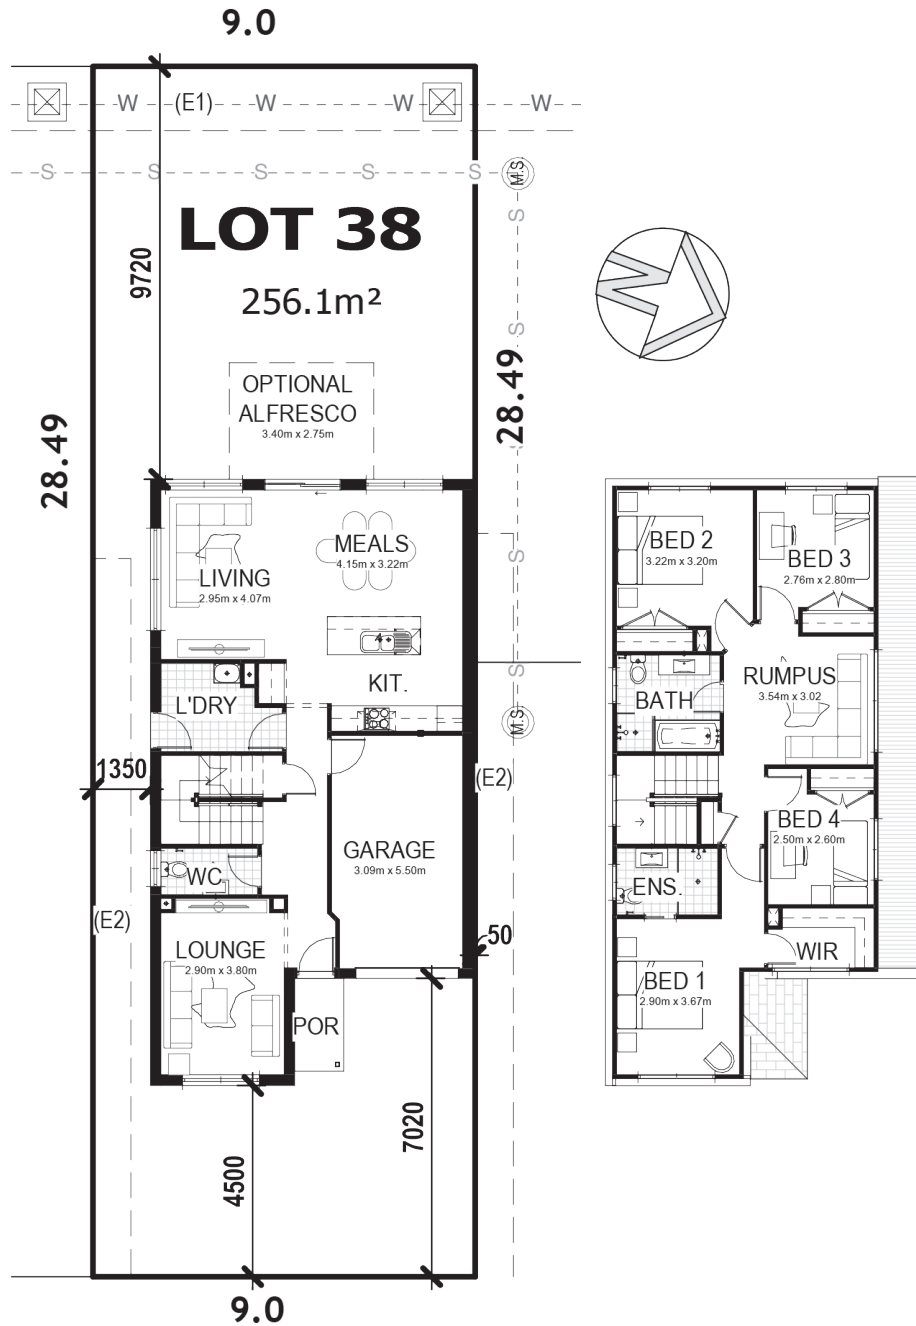 9.0
W
(E1)
W
W
W
S
S
S
S
S
M.S
S
LOT 38
9720
256.1m²
N
S
28.49
28.49
OPTIONAL
ALFRESCO
3.40m x 2.75m
S
S
MEALS
4.15m x 3.22m
LIVING
2.95m x 4.07m
BED 2
3.22m x 3.20m
BED 3
2.76m x 2.80m
S
KIT.
L'DRY
M.S
RUMPUS
3.54m x 3.02
BATH
1350
(E2)
GARAGE
3.09m x 5.50m
BED 4
2.50m x 2.60m
WC
ENS.
(E2)
50
LOUNGE
2.90m x 3.80m
WIR
BED 1
2.90m x 3.67m
POR
7020
4500
9.0